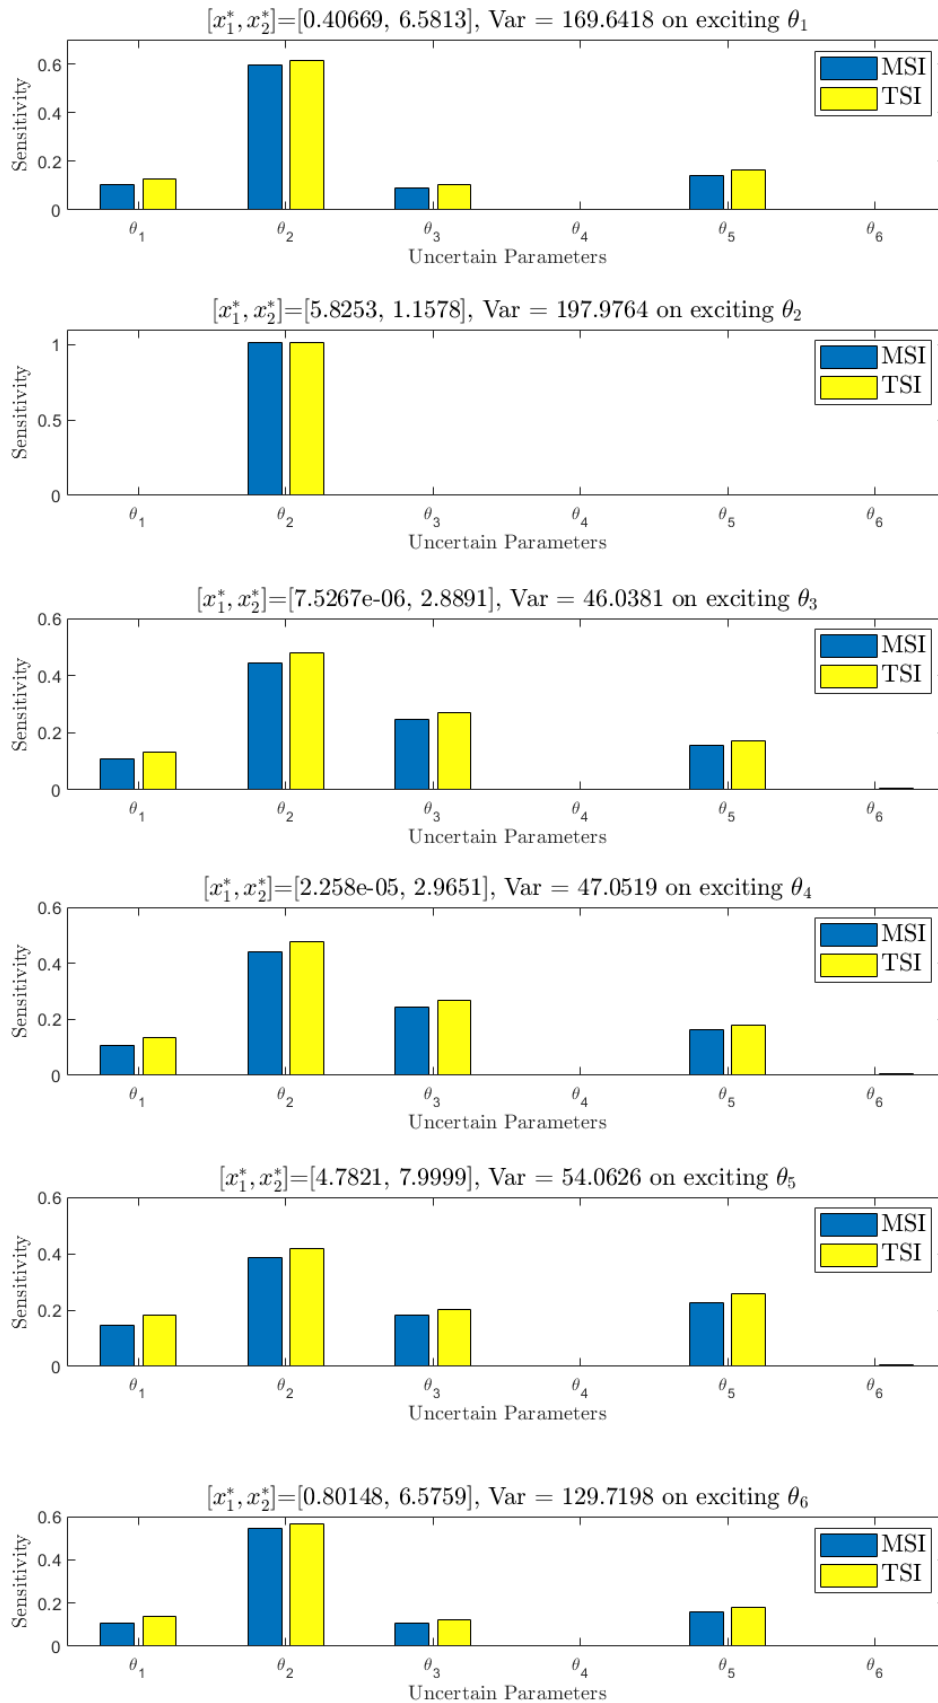 [x₁*, x₂*]=[0.40669, 6.5813], Var = 169.6418 on exciting θ₁
0.6
0.4
0.2
0
Sensitivity
MSI
TSI
θ₁ θ₂ θ₃ θ₄ θ₅ θ₆
Uncertain Parameters
[x₁*, x₂*]=[5.8253, 1.1578], Var = 197.9764 on exciting θ₂
1
0.5
0
Sensitivity
MSI
TSI
θ₁ θ₂ θ₃ θ₄ θ₅ θ₆
Uncertain Parameters
[x₁*, x₂*]=[7.5267e-06, 2.8891], Var = 46.0381 on exciting θ₃
0.6
0.4
0.2
0
Sensitivity
MSI
TSI
θ₁ θ₂ θ₃ θ₄ θ₅ θ₆
Uncertain Parameters
[x₁*, x₂*]=[2.258e-05, 2.9651], Var = 47.0519 on exciting θ₄
0.6
0.4
0.2
0
Sensitivity
MSI
TSI
θ₁ θ₂ θ₃ θ₄ θ₅ θ₆
Uncertain Parameters
[x₁*, x₂*]=[4.7821, 7.9999], Var = 54.0626 on exciting θ₅
0.6
0.4
0.2
0
Sensitivity
MSI
TSI
θ₁ θ₂ θ₃ θ₄ θ₅ θ₆
Uncertain Parameters
[x₁*, x₂*]=[0.80148, 6.5759], Var = 129.7198 on exciting θ₆
0.6
0.4
0.2
0
Sensitivity
MSI
TSI
θ₁ θ₂ θ₃ θ₄ θ₅ θ₆
Uncertain Parameters